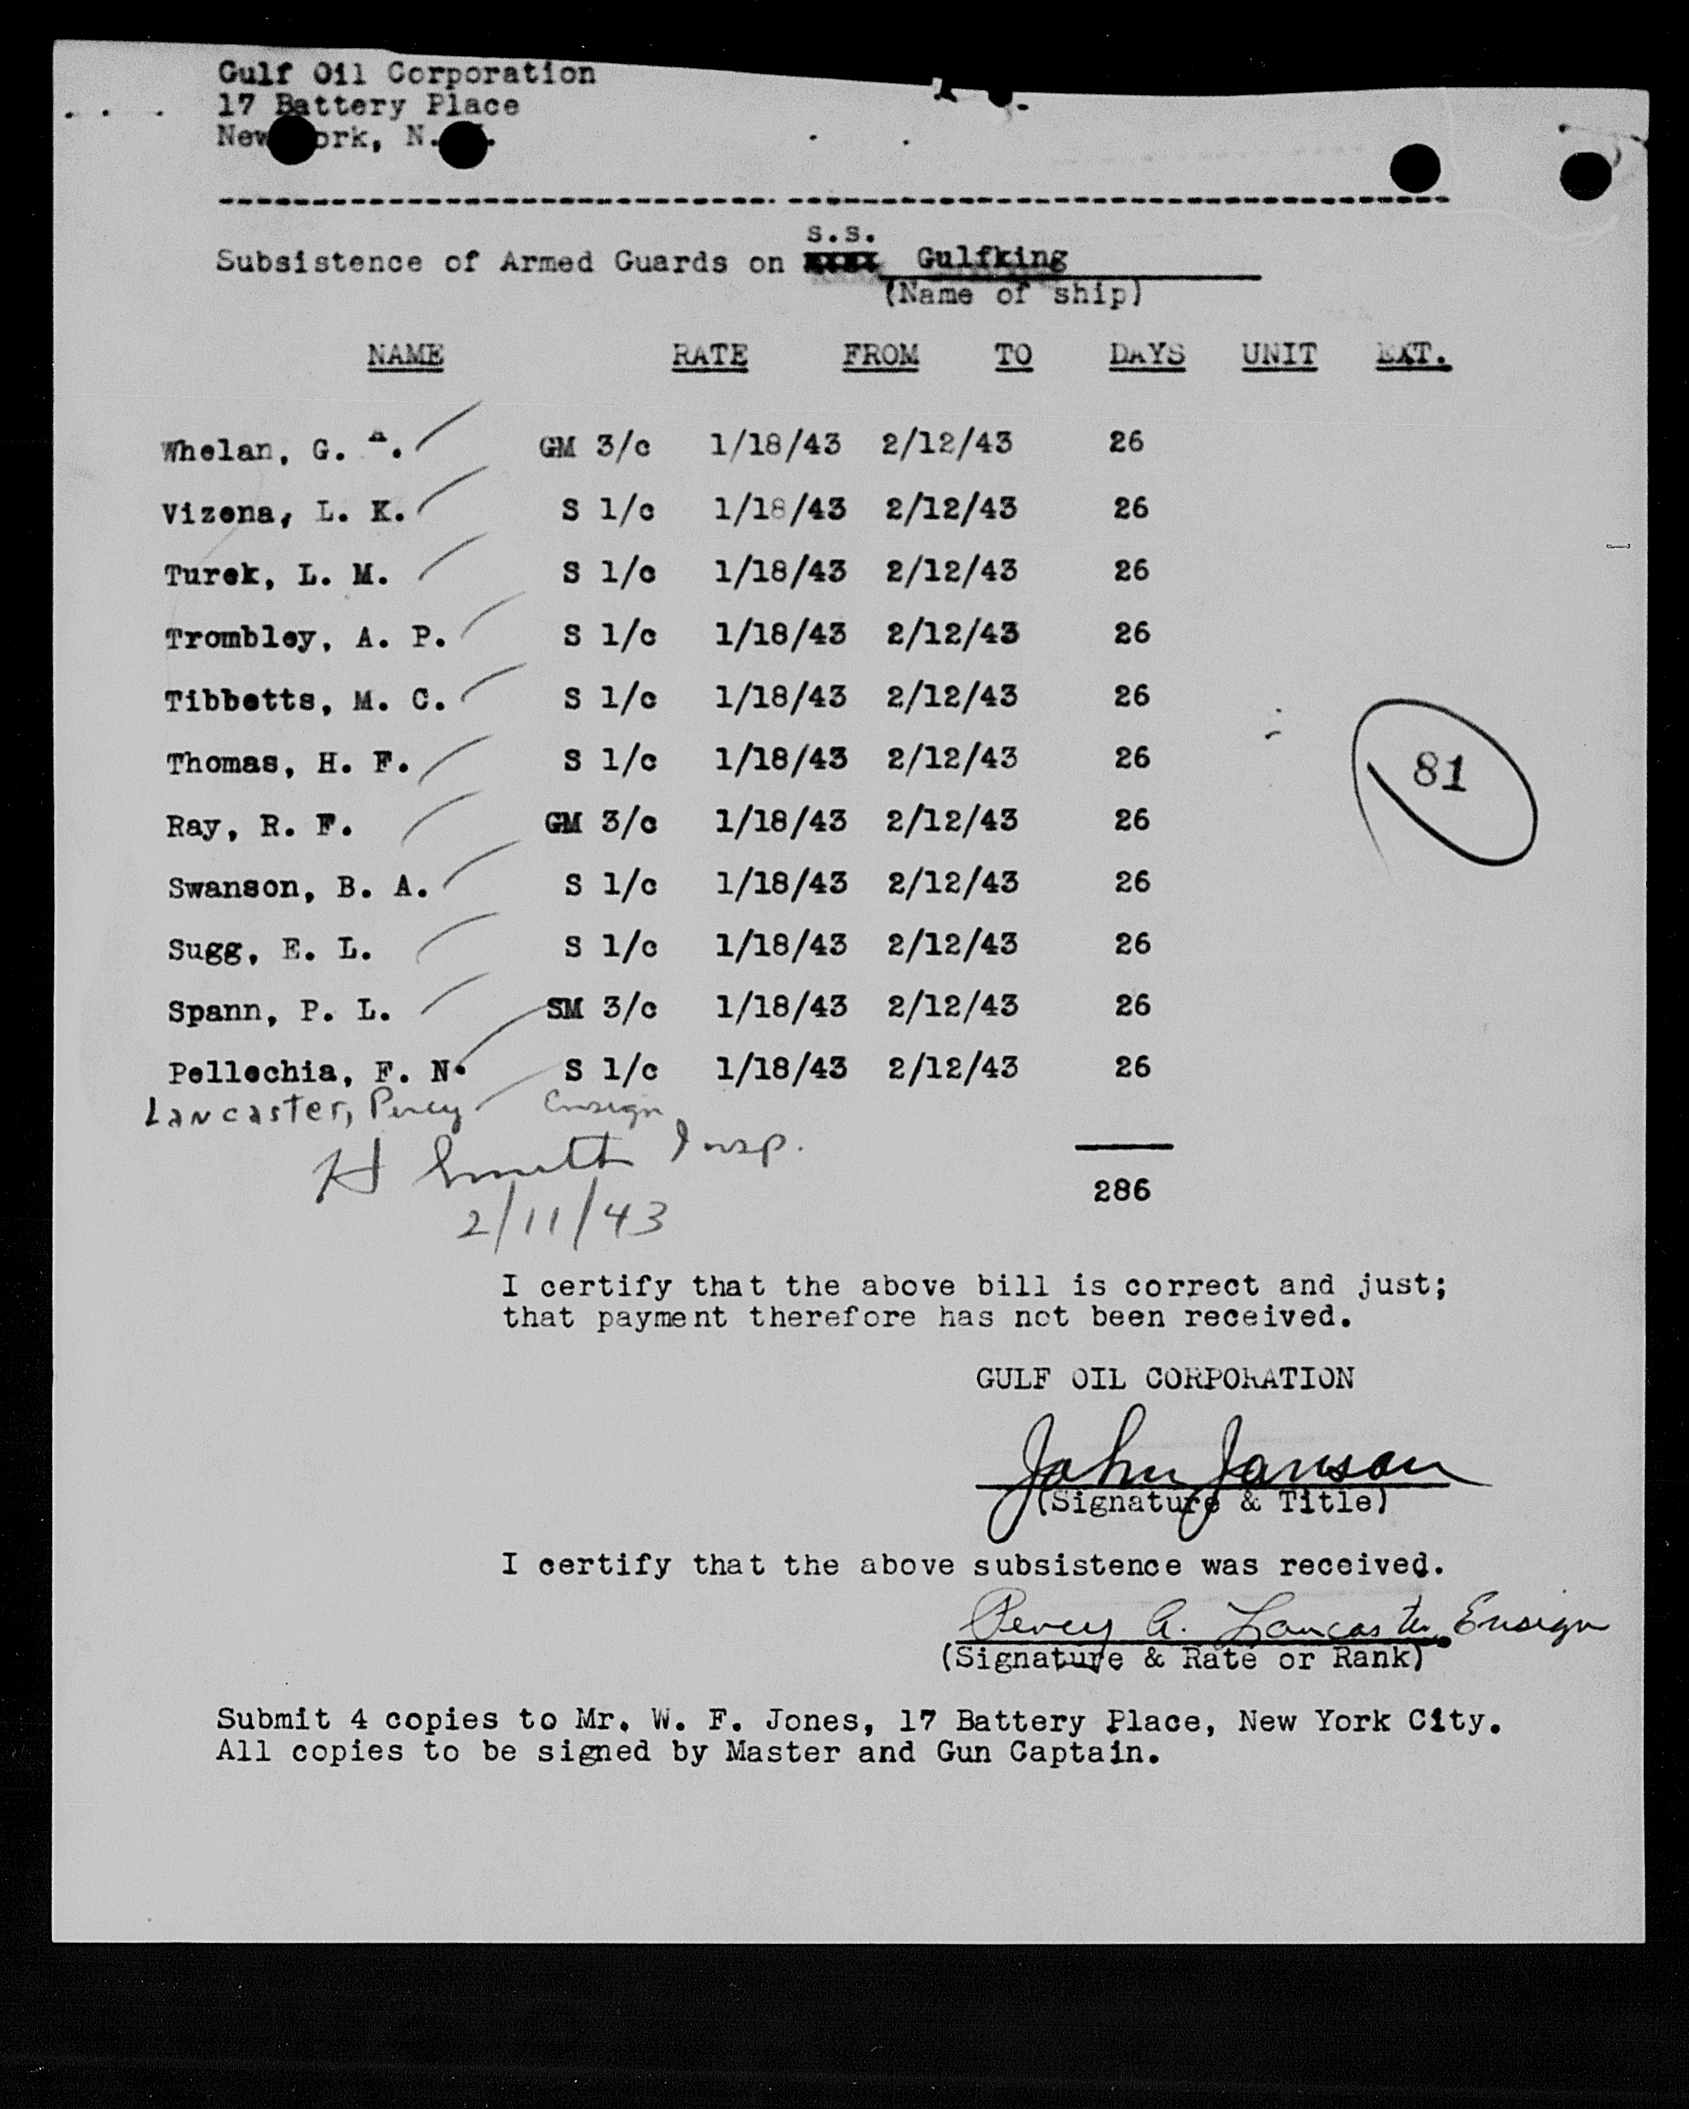 Gulf Oil Corporation
17 Battery Place
New York, N. Y.
s.s.
Subsistence of Armed Guards on xxxx Gulfking
(Name of ship)
NAME RATE FROM TO DAYS UNIT EXT.
Whelan, G. A. GM 3/c 1/18/43 2/12/43 26
Vizena, L. K. S 1/c 1/18/43 2/12/43 26
Turek, L. M. S 1/c 1/18/43 2/12/43 26
Trombley, A. P. S 1/c 1/18/43 2/12/43 26
Tibbetts, M. C. S 1/c 1/18/43 2/12/43 26
Thomas, H. F. S 1/c 1/18/43 2/12/43 26
81
Ray, R. F. GM 3/c 1/18/43 2/12/43 26
Swanson, B. A. S 1/c 1/18/43 2/12/43 26
Sugg, E. L. S 1/c 1/18/43 2/12/43 26
Spann, P. L. SM 3/c 1/18/43 2/12/43 26
Pellechia, F. N. S 1/c 1/18/43 2/12/43 26
Lancaster, Percy Ensign
H Smith Insp.
286
2/11/43
I certify that the above bill is correct and just;
that payment therefore has not been received.
GULF OIL CORPORATION
John Janson
(Signature & Title)
I certify that the above subsistence was received.
Percy A. Lancaster, Ensign
(Signature & Rate or Rank)
Submit 4 copies to Mr. W. F. Jones, 17 Battery Place, New York City.
All copies to be signed by Master and Gun Captain.